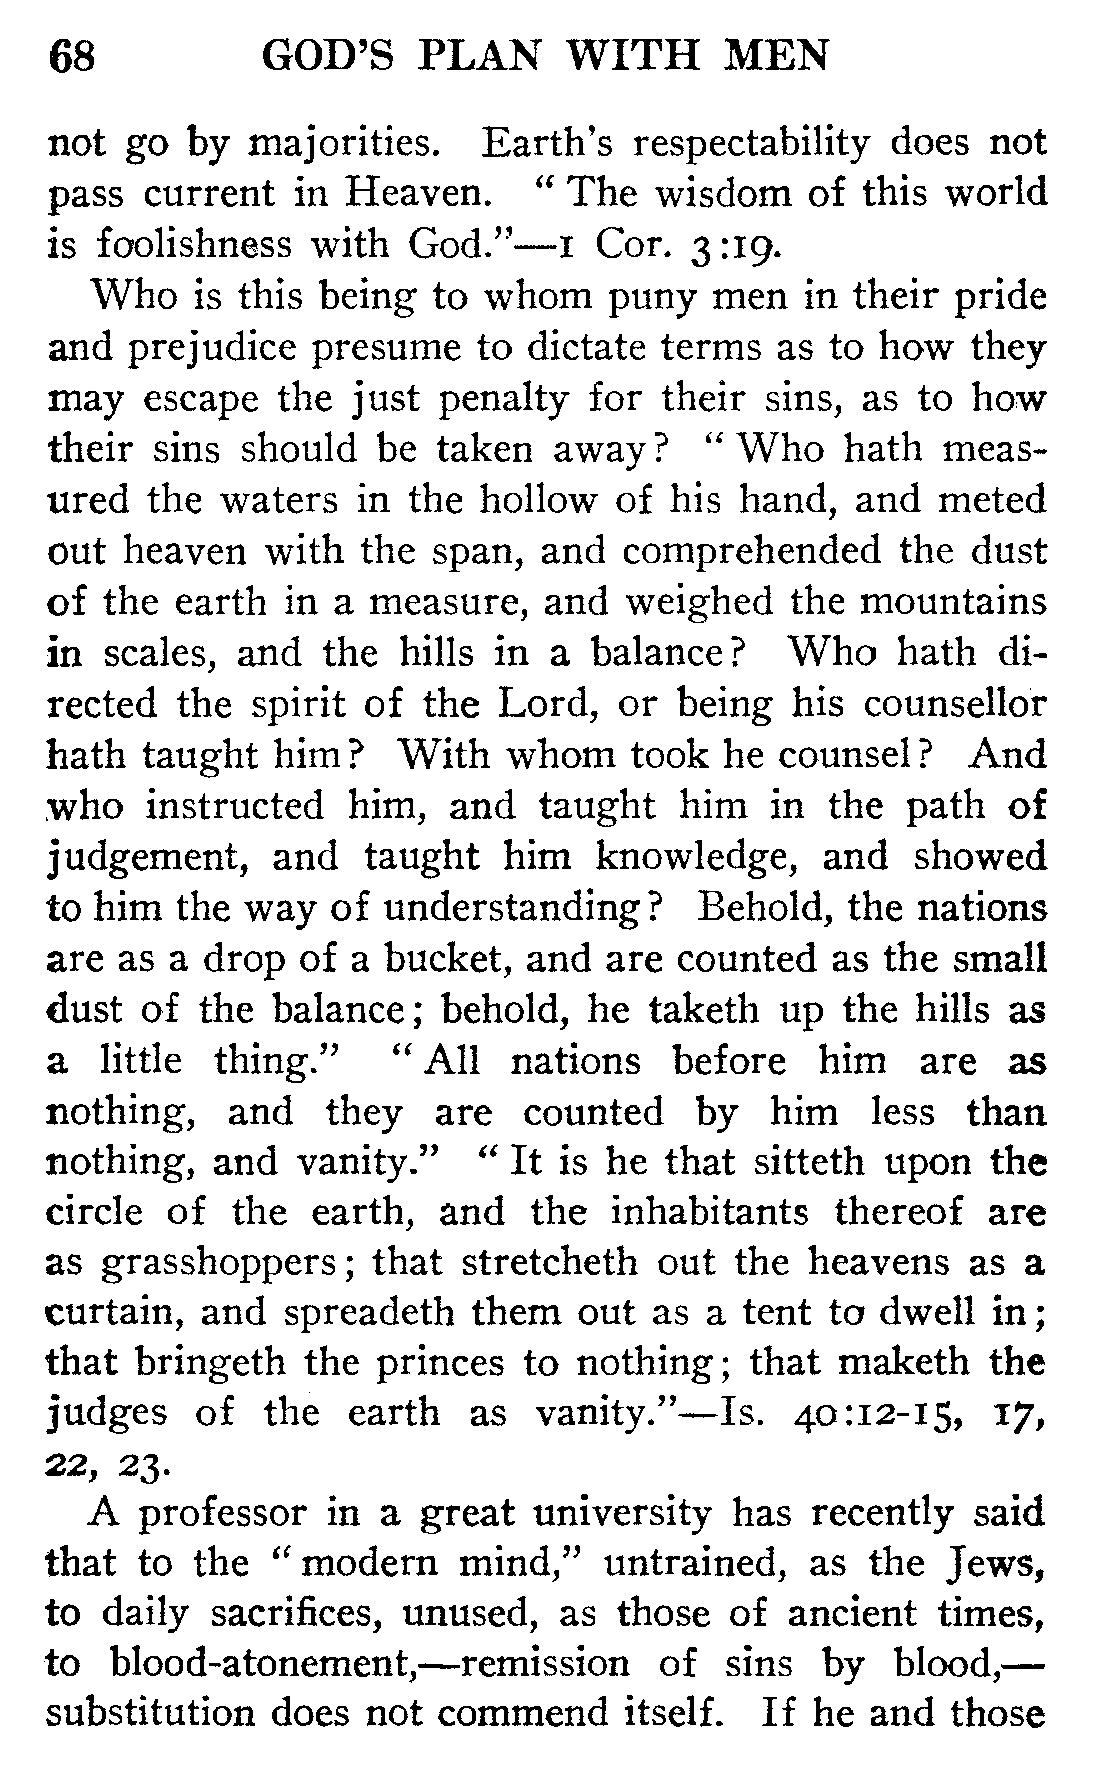 68 GOD'S PLAN WITH MEN
not go by majorities. Earth's respectability does not
pass current in Heaven. "The wisdom of this world
is foolishness with God."—1 Cor. 3:19.
Who is this being to whom puny men in their pride
and prejudice presume to dictate terms as to how they
may escape the just penalty for their sins, as to how
their sins should be taken away? "Who hath meas-
ured the waters in the hollow of his hand, and meted
out heaven with the span, and comprehended the dust
of the earth in a measure, and weighed the mountains
in scales, and the hills in a balance? Who hath di-
rected the spirit of the Lord, or being his counsellor
hath taught him? With whom took he counsel? And
who instructed him, and taught him in the path of
judgement, and taught him knowledge, and showed
to him the way of understanding? Behold, the nations
are as a drop of a bucket, and are counted as the small
dust of the balance; behold, he taketh up the hills as
a little thing." "All nations before him are as
nothing, and they are counted by him less than
nothing, and vanity." "It is he that sitteth upon the
circle of the earth, and the inhabitants thereof are
as grasshoppers; that stretcheth out the heavens as a
curtain, and spreadeth them out as a tent to dwell in;
that bringeth the princes to nothing; that maketh the
judges of the earth as vanity."—Is. 40:12-15, 17,
22, 23.
A professor in a great university has recently said
that to the "modern mind," untrained, as the Jews,
to daily sacrifices, unused, as those of ancient times,
to blood-atonement,—remission of sins by blood,—
substitution does not commend itself. If he and those